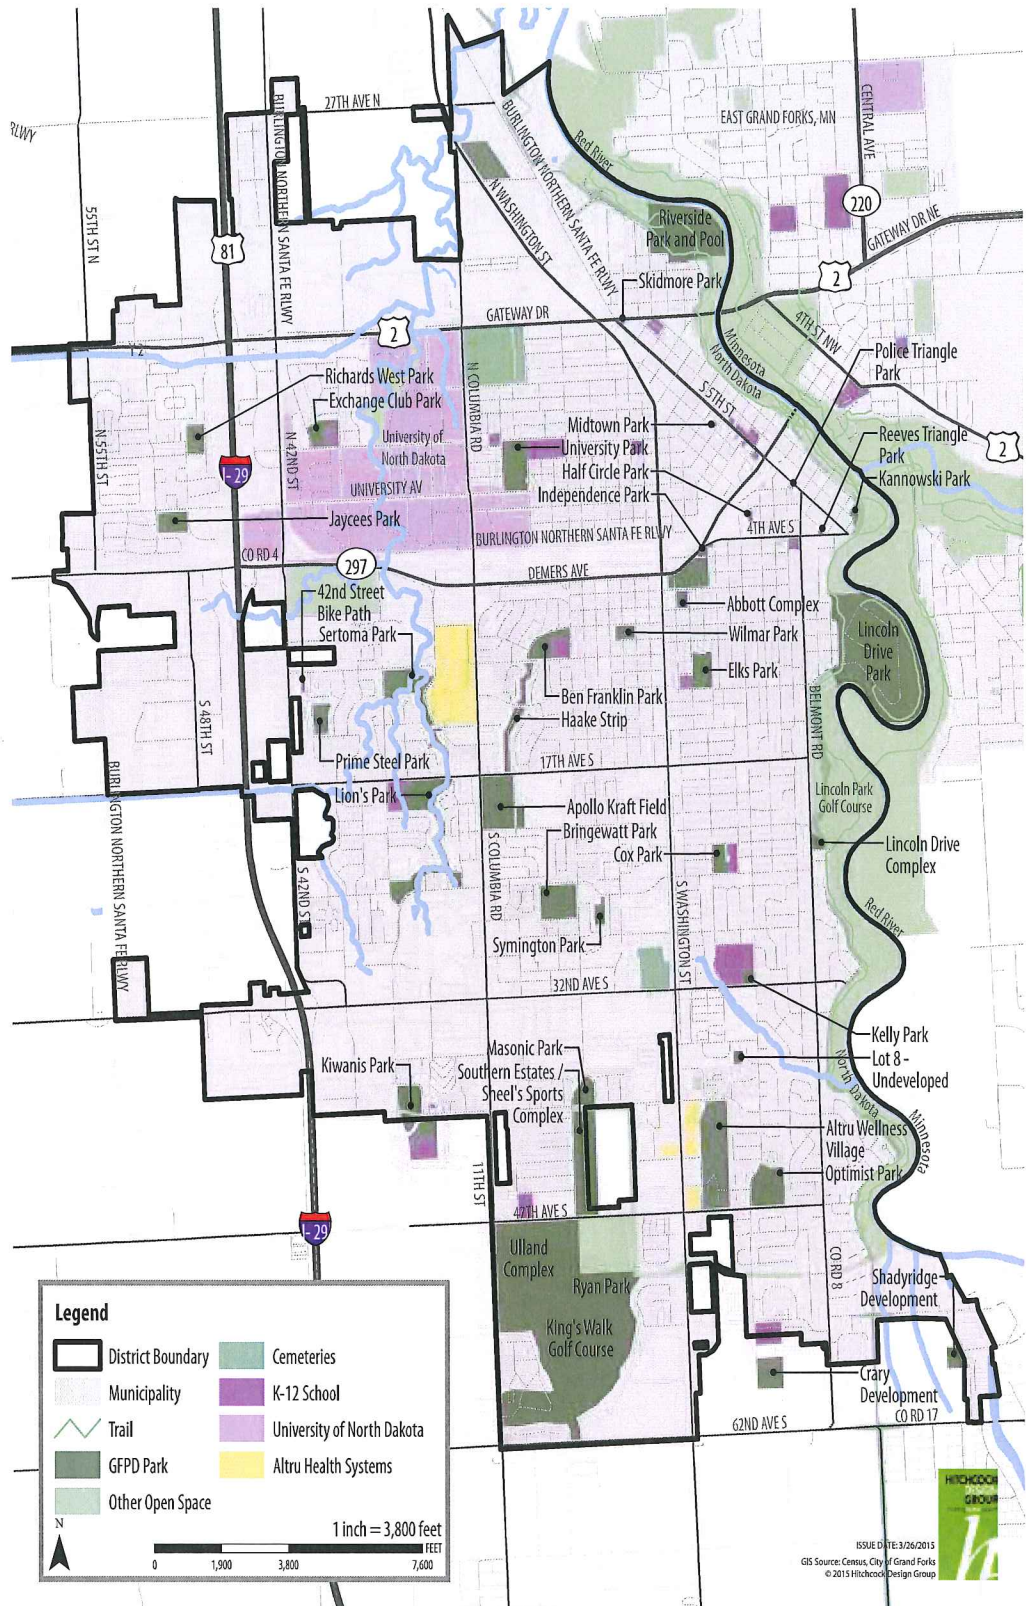 27TH AVE N
RLWY
BURLINGTON NORTHERN SANTA FE RLWY
BURLINGTON NORTHERN SANTA FE RLWY
EAST GRAND FORKS, MN
CENTRAL AVE
Red River
N WASHINGTON ST
220
GATEWAY DR NE
55TH ST N
81
Riverside
Park and Pool
2
Skidmore Park
GATEWAY DR
2
4TH ST NW
Minnesota
North Dakota
Police Triangle
Park
Richards West Park
Exchange Club Park
N COLUMBIA RD
S 5TH ST
Midtown Park
University Park
Half Circle Park
Independence Park
Reeves Triangle
Park
Kannowski Park
2
N 55TH ST
N 42ND ST
University of
North Dakota
I-29
UNIVERSITY AV
Jaycees Park
BURLINGTON NORTHERN SANTA FE RLWY
4TH AVE S
CO RD 4
297
DEMERS AVE
42nd Street
Bike Path
Sertoma Park
Abbott Complex
Wilmar Park
Lincoln
Drive
Park
Elks Park
Ben Franklin Park
Haake Strip
S 48TH ST
BELMONT RD
Prime Steel Park
17TH AVE S
BURLINGTON NORTHERN SANTA FE RLWY
Lion's Park
Lincoln Park
Golf Course
Apollo Kraft Field
Bringewatt Park
Cox Park
Lincoln Drive
Complex
S COLUMBIA RD
S 42ND ST
S WASHINGTON ST
Red River
Symington Park
32ND AVE S
Kelly Park
Lot 8 -
Undeveloped
Kiwanis Park
Masonic Park
Southern Estates /
Sheel's Sports
Complex
North Dakota
Minnesota
Altru Wellness
Village
Optimist Park
11TH ST
47TH AVE S
I-29
Ulland
Complex
Ryan Park
CO RD 8
Shadyridge
Development
King's Walk
Golf Course
Crary
Development
62ND AVE S
CO RD 17
Legend
District Boundary
Municipality
Trail
GFPD Park
Other Open Space
Cemeteries
K-12 School
University of North Dakota
Altru Health Systems
N
1 inch = 3,800 feet
FEET
0 1,900 3,800 7,600
HITCHCOCK
DESIGN
GROUP
h
ISSUE DATE:3/26/2015
GIS Source: Census, City of Grand Forks
© 2015 Hitchcock Design Group